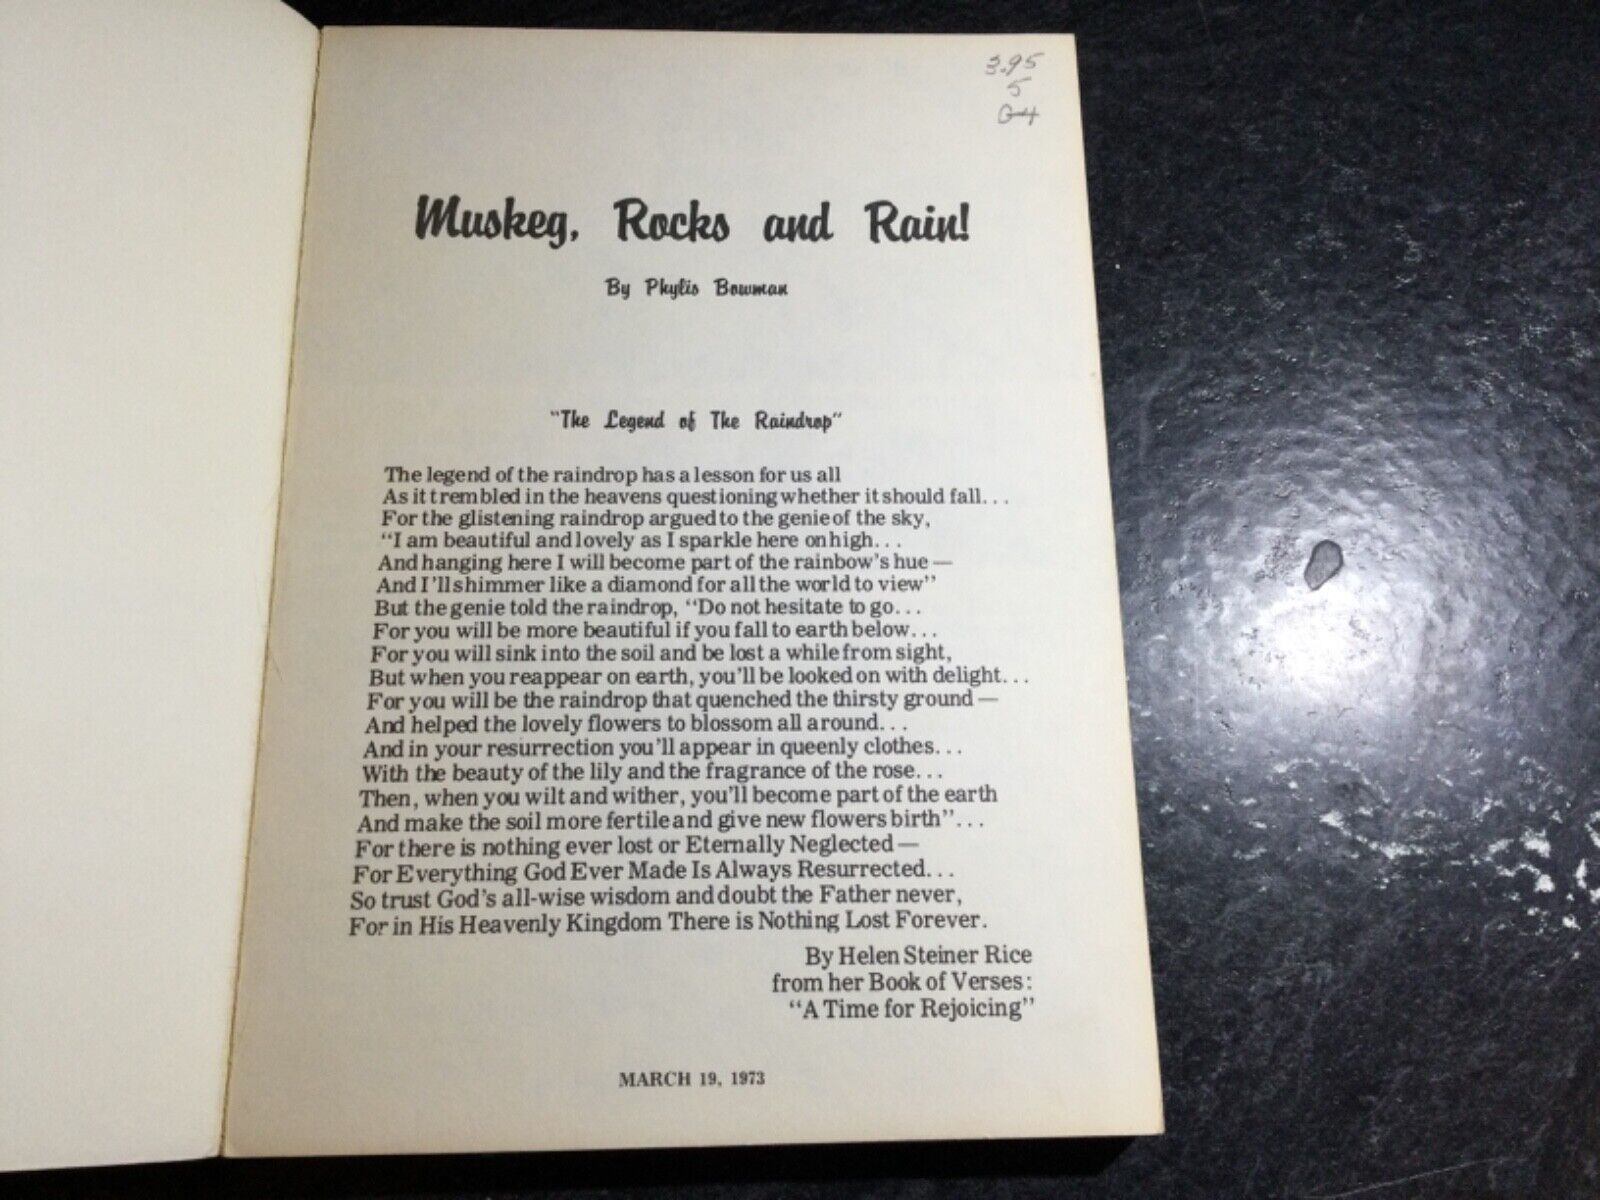 3.95
5
G4
Muskeg, Rocks and Rain!
By Phylis Bowman
"The Legend of The Raindrop"
The legend of the raindrop has a lesson for us all
As it trembled in the heavens questioning whether it should fall...
For the glistening raindrop argued to the genie of the sky,
"I am beautiful and lovely as I sparkle here on high...
And hanging here I will become part of the rainbow's hue —
And I'll shimmer like a diamond for all the world to view"
But the genie told the raindrop, "Do not hesitate to go...
For you will be more beautiful if you fall to earth below...
For you will sink into the soil and be lost a while from sight,
But when you reappear on earth, you'll be looked on with delight...
For you will be the raindrop that quenched the thirsty ground —
And helped the lovely flowers to blossom all around...
And in your resurrection you'll appear in queenly clothes...
With the beauty of the lily and the fragrance of the rose...
Then, when you wilt and wither, you'll become part of the earth
And make the soil more fertile and give new flowers birth"...
For there is nothing ever lost or Eternally Neglected —
For Everything God Ever Made Is Always Resurrected...
So trust God's all-wise wisdom and doubt the Father never,
For in His Heavenly Kingdom There is Nothing Lost Forever.
By Helen Steiner Rice
from her Book of Verses:
"A Time for Rejoicing"
MARCH 19, 1973